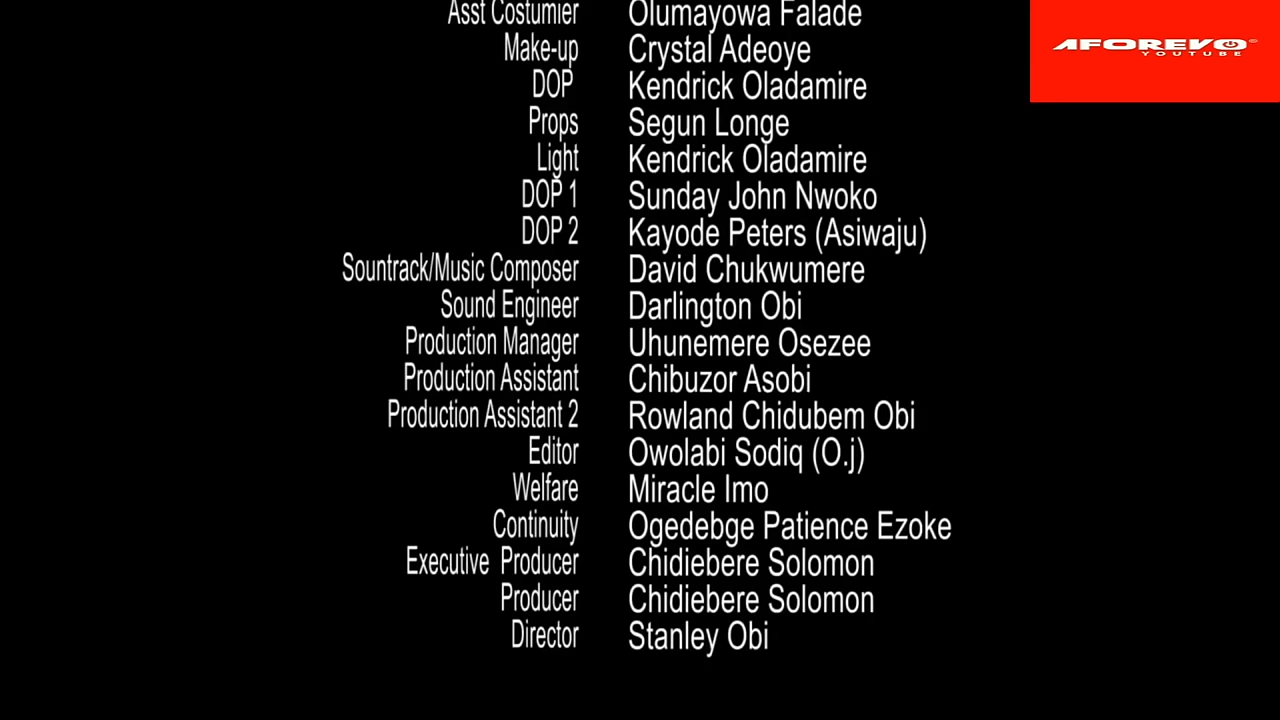 Asst Costumier Olumayowa Falade
Make-up Crystal Adeoye
DOP Kendrick Oladamire
Props Segun Longe
Light Kendrick Oladamire
DOP 1 Sunday John Nwoko
DOP 2 Kayode Peters (Asiwaju)
Sountrack/Music Composer David Chukwumere
Sound Engineer Darlington Obi
Production Manager Uhunemere Osezee
Production Assistant Chibuzor Asobi
Production Assistant 2 Rowland Chidubem Obi
Editor Owolabi Sodiq (O.j)
Welfare Miracle Imo
Continuity Ogedebge Patience Ezoke
Executive Producer Chidiebere Solomon
Producer Chidiebere Solomon
Director Stanley Obi
AFOREVO
YOUTUBE